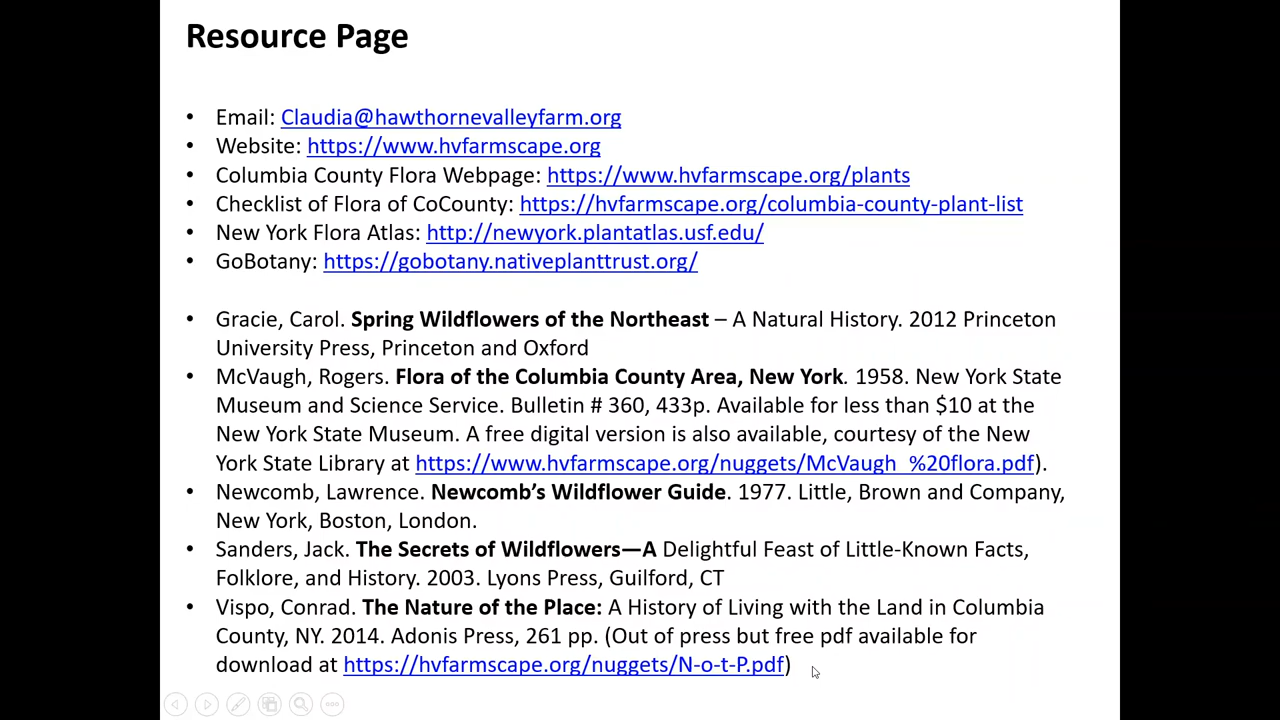 Resource Page
• Email: Claudia@hawthornevalleyfarm.org
• Website: https://www.hvfarmscape.org
• Columbia County Flora Webpage: https://www.hvfarmscape.org/plants
• Checklist of Flora of CoCounty: https://hvfarmscape.org/columbia-county-plant-list
• New York Flora Atlas: http://newyork.plantatlas.usf.edu/
• GoBotany: https://gobotany.nativeplanttrust.org/
• Gracie, Carol. Spring Wildflowers of the Northeast – A Natural History. 2012 Princeton
University Press, Princeton and Oxford
• McVaugh, Rogers. Flora of the Columbia County Area, New York. 1958. New York State
Museum and Science Service. Bulletin # 360, 433p. Available for less than $10 at the
New York State Museum. A free digital version is also available, courtesy of the New
York State Library at https://www.hvfarmscape.org/nuggets/McVaugh_%20flora.pdf).
• Newcomb, Lawrence. Newcomb’s Wildflower Guide. 1977. Little, Brown and Company,
New York, Boston, London.
• Sanders, Jack. The Secrets of Wildflowers—A Delightful Feast of Little-Known Facts,
Folklore, and History. 2003. Lyons Press, Guilford, CT
• Vispo, Conrad. The Nature of the Place: A History of Living with the Land in Columbia
County, NY. 2014. Adonis Press, 261 pp. (Out of press but free pdf available for
download at https://hvfarmscape.org/nuggets/N-o-t-P.pdf)